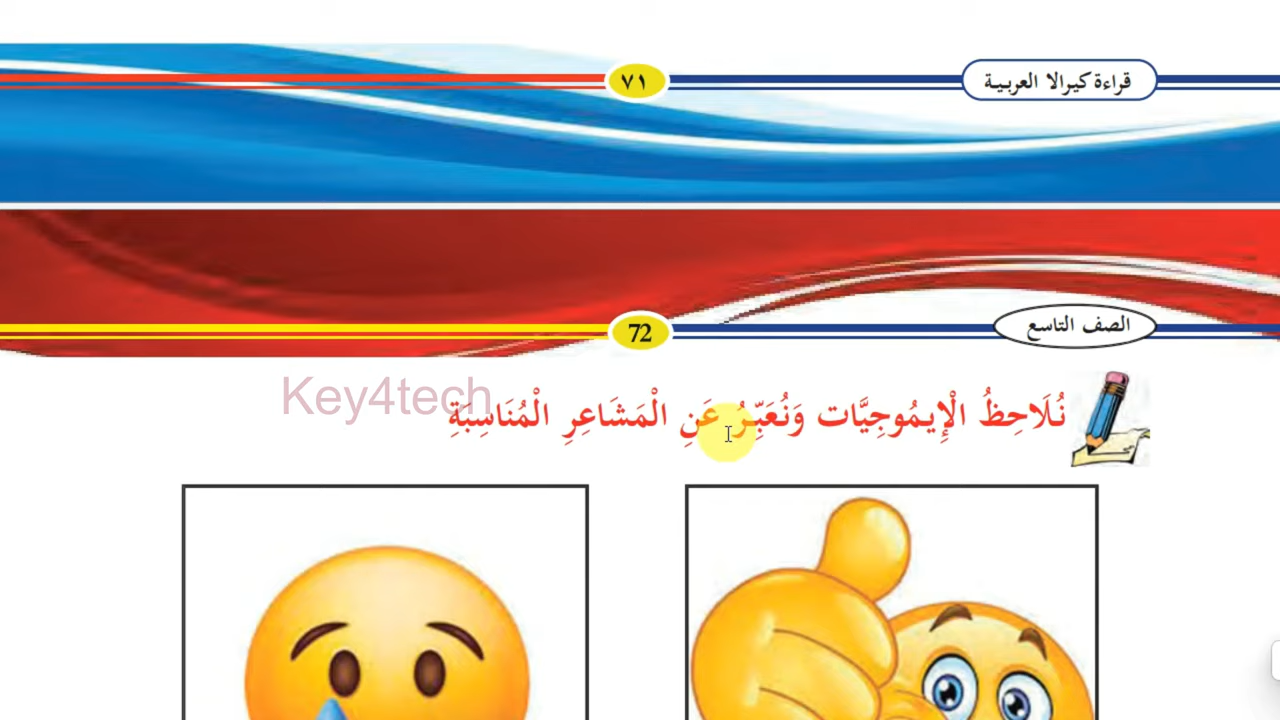 قراءة كيرالا العربية
٧١
الصف التاسع
72
نُلَاحِظُ الْإِيمُوجِيَّات وَنُعَبِّرُ عَنِ الْمَشَاعِرِ الْمُنَاسِبَةِ
Key4tech